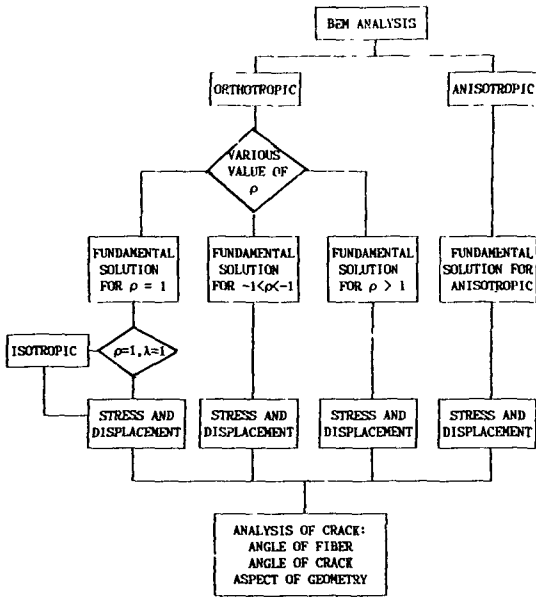 BEM ANALYSIS
ORTHOTROPIC
ANISOTROPIC
VARIOUS
VALUE OF
ρ
FUNDAMENTAL
SOLUTION
FOR ρ = 1
FUNDAMENTAL
SOLUTION
FOR -1<ρ<-1
FUNDAMENTAL
SOLUTION
FOR ρ > 1
FUNDAMENTAL
SOLUTION FOR
ANISOTROPIC
ISOTROPIC
ρ=1,λ=1
STRESS AND
DISPLACEMENT
STRESS AND
DISPLACEMENT
STRESS AND
DISPLACEMENT
STRESS AND
DISPLACEMENT
ANALYSIS OF CRACK:
ANGLE OF FIBER
ANGLE OF CRACK
ASPECT OF GEOMETRY